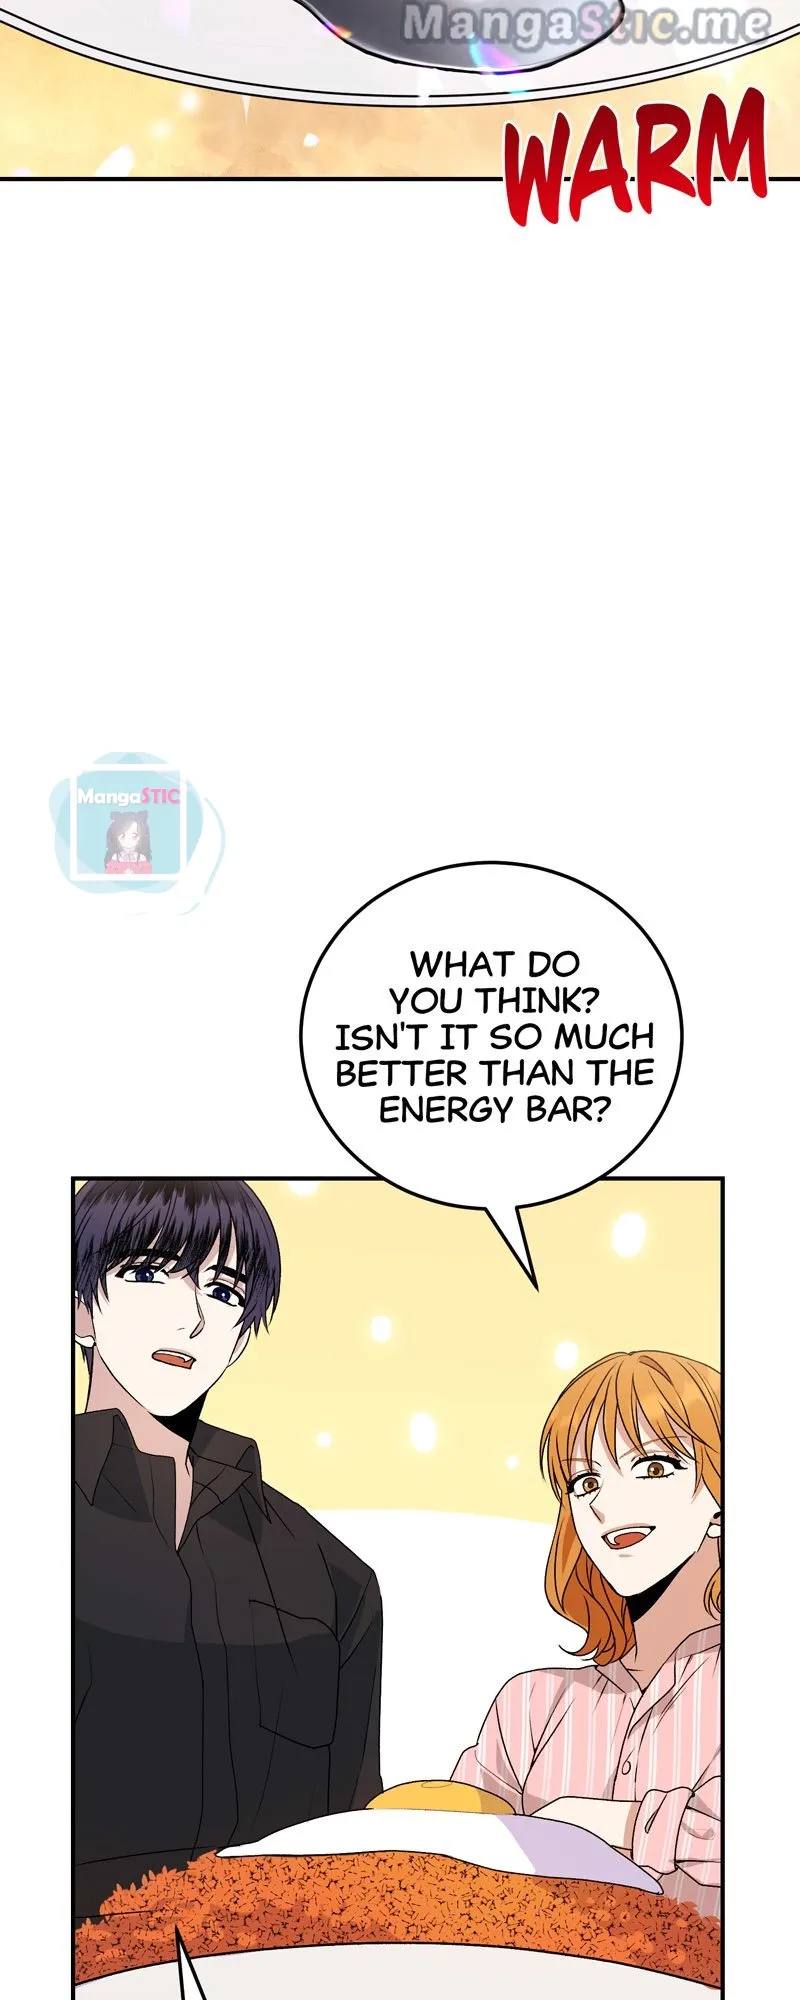 MangaStic.me
WARM
MangaSTIC
WHAT DO
YOU THINK?
ISN'T IT SO MUCH
BETTER THAN THE
ENERGY BAR?